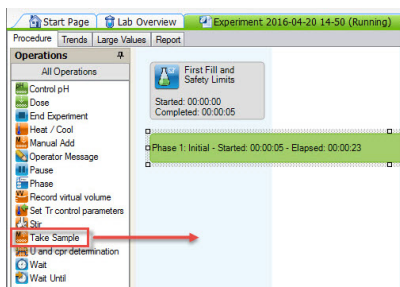 Start Page Lab Overview Experiment 2016-04-20 14-50 (Running)
Procedure Trends Large Values Report
Operations
All Operations
Control pH
Dose
End Experiment
Heat / Cool
Manual Add
Operator Message
Pause
Phase
Record virtual volume
Set Tr control parameters
Stir
Take Sample
U and cpr determination
Wait
Wait Until
First Fill and
Safety Limits
Started: 00:00:00
Completed: 00:00:05
Phase 1: Initial - Started: 00:00:05 - Elapsed: 00:00:23